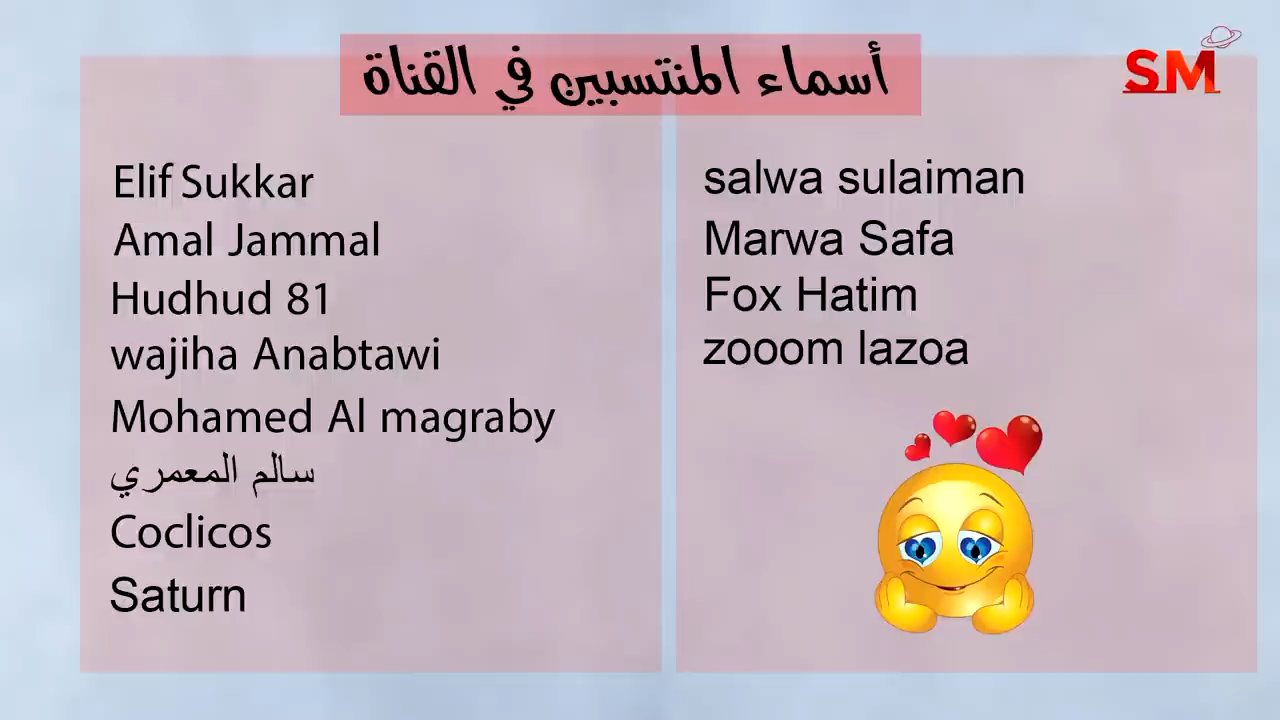 أسماء المنتسبين في القناة
SM
Elif Sukkar
Amal Jammal
Hudhud 81
wajiha Anabtawi
Mohamed Al magraby
سالم المعمري
Coclicos
Saturn
salwa sulaiman
Marwa Safa
Fox Hatim
zooom lazoa